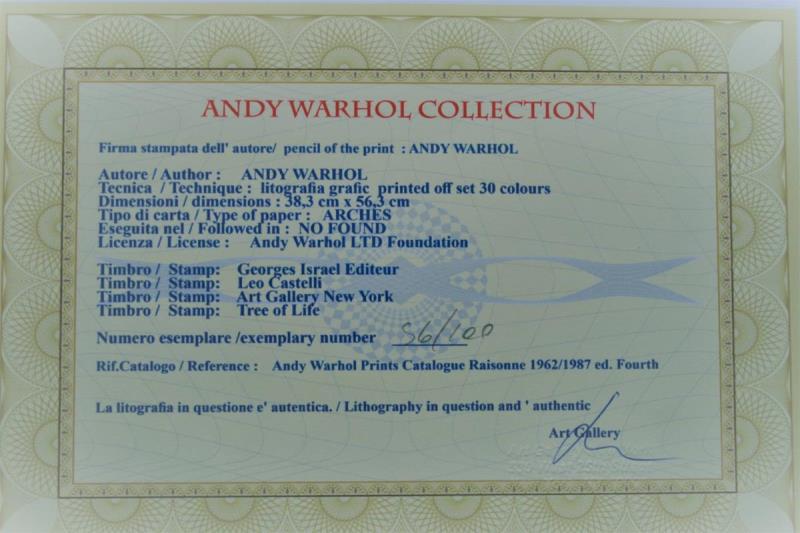 ANDY WARHOL COLLECTION
Firma stampata dell' autore/ pencil of the print : ANDY WARHOL
Autore / Author : ANDY WARHOL
Tecnica / Technique : litografia grafic printed off set 30 colours
Dimensioni / dimensions : 38,3 cm x 56,3 cm
Tipo di carta / Type of paper : ARCHES
Eseguita nel / Followed in : NO FOUND
Licenza / License : Andy Warhol LTD Foundation
Timbro / Stamp: Georges Israel Editeur
Timbro / Stamp: Leo Castelli
Timbro / Stamp: Art Gallery New York
Timbro / Stamp: Tree of Life
Numero esemplare /exemplary number 56/100
Rif.Catalogo / Reference : Andy Warhol Prints Catalogue Raisonne 1962/1987 ed. Fourth
La litografia in questione e' autentica. / Lithography in question and ' authentic
Art Gallery